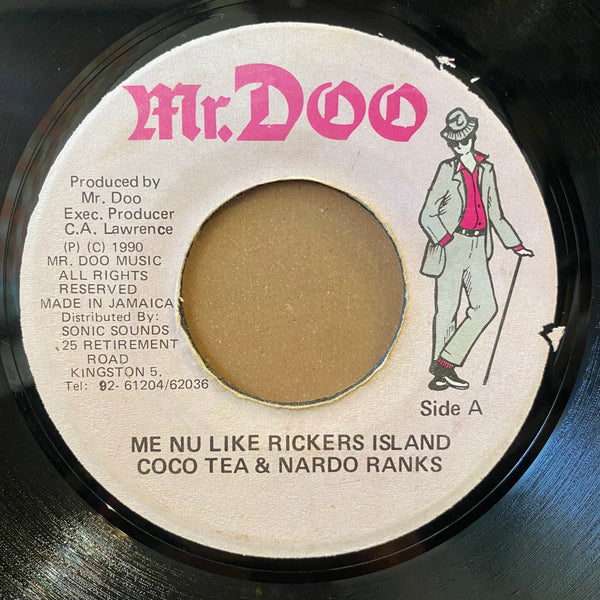 Mr. DOO
Produced by
Mr. Doo
Exec. Producer
C.A. Lawrence
(P) (C) 1990
MR. DOO MUSIC
ALL RIGHTS
RESERVED
MADE IN JAMAICA
Distributed By:
SONIC SOUNDS
25 RETIREMENT
ROAD
KINGSTON 5.
Tel: 92-61204/62036
Side A
ME NU LIKE RICKERS ISLAND
COCO TEA & NARDO RANKS